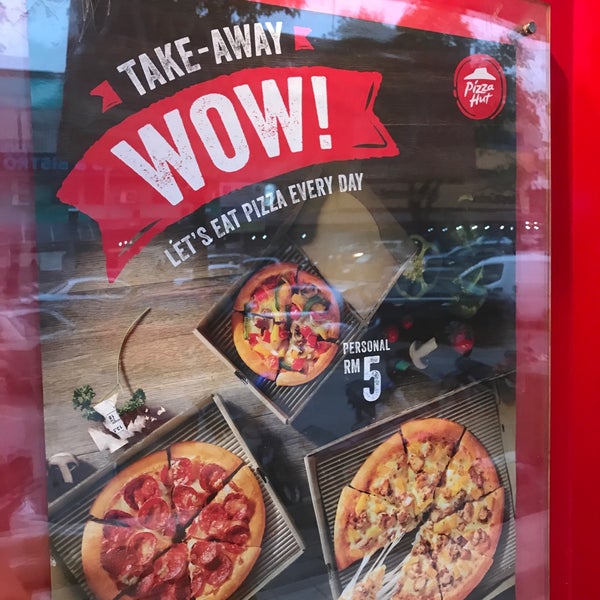 TAKE-AWAY
WOW!
LET'S EAT PIZZA EVERY DAY
Pizza
Hut
PERSONAL
RM 5